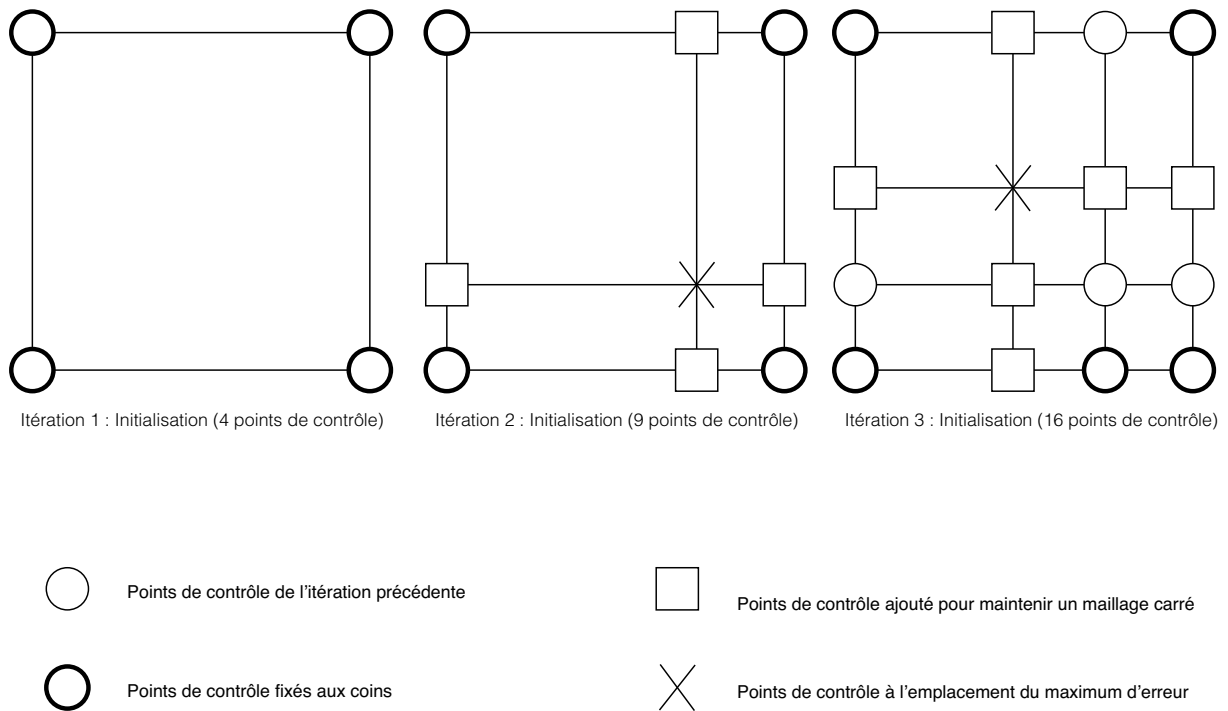 Itération 1 : Initialisation (4 points de contrôle)
Itération 2 : Initialisation (9 points de contrôle)
Itération 3 : Initialisation (16 points de contrôle)
Points de contrôle de l'itération précédente
Points de contrôle ajouté pour maintenir un maillage carré
Points de contrôle fixés aux coins
Points de contrôle à l'emplacement du maximum d'erreur